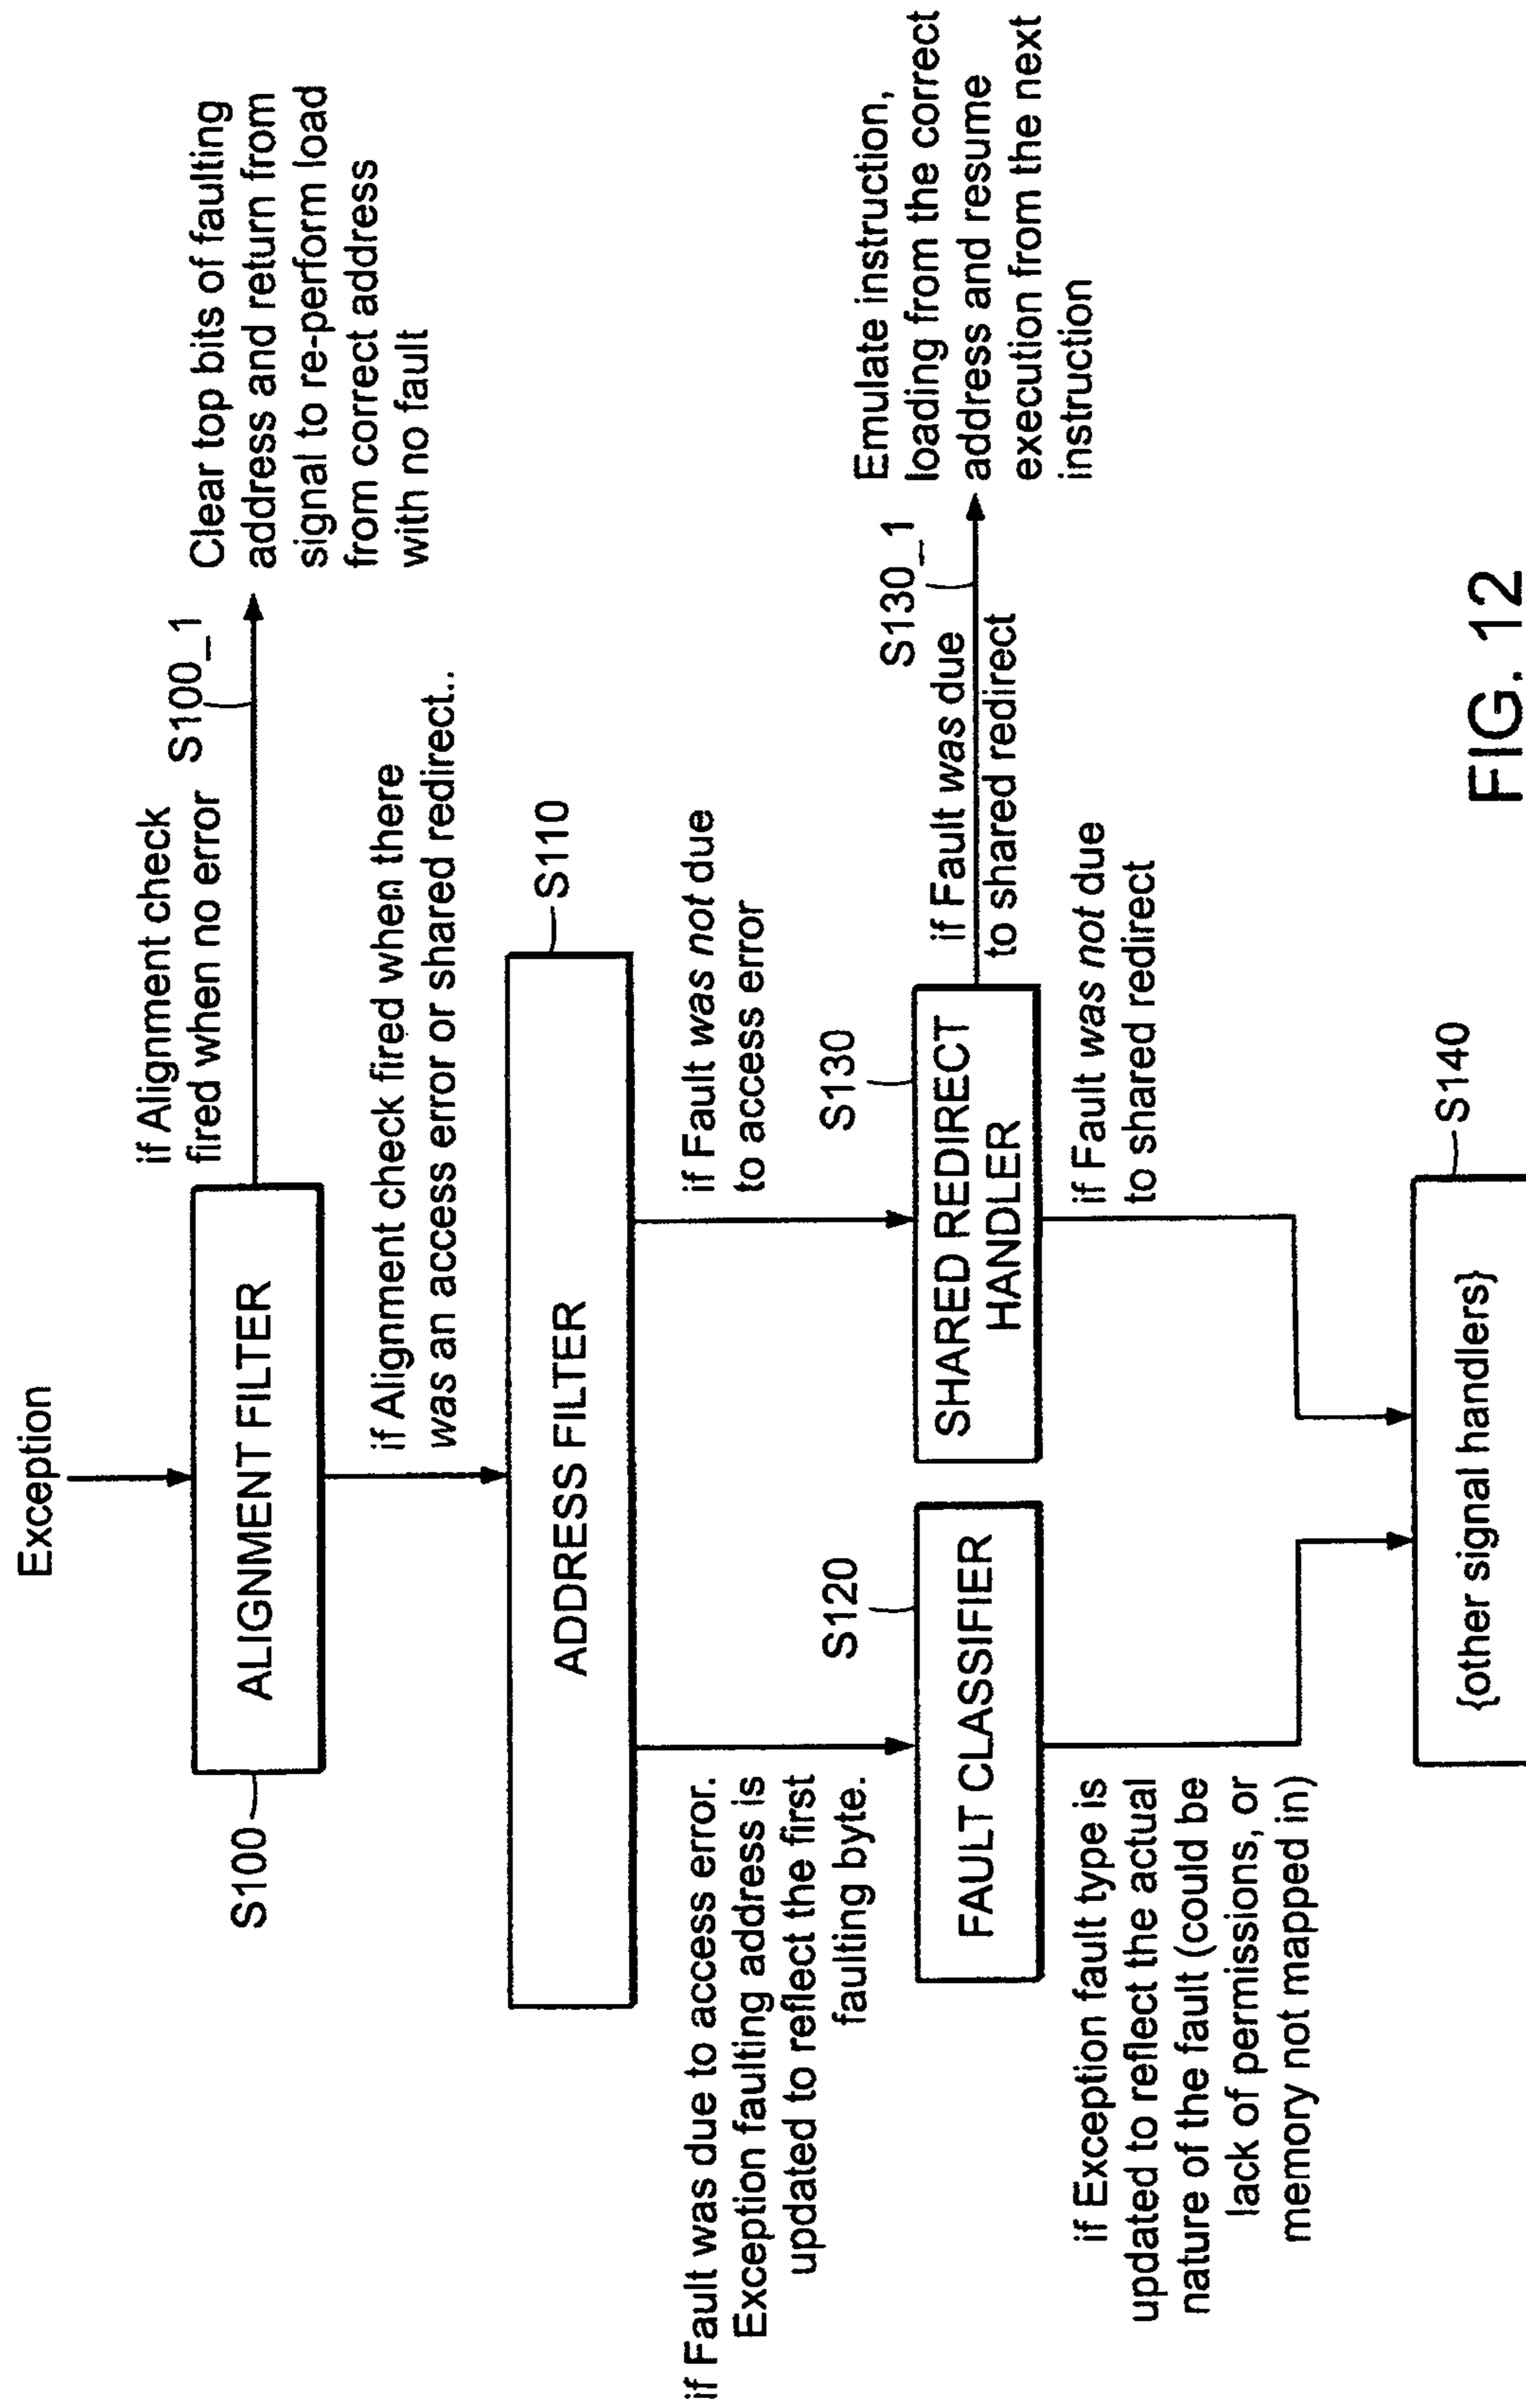 Exception
if Alignment check
fired when no error
S100_1
Clear top bits of faulting
address and return from
signal to re-perform load
from correct address
with no fault
S100
ALIGNMENT FILTER
if Alignment check fired when there
was an access error or shared redirect..
S110
ADDRESS FILTER
if Fault was due to access error.
Exception faulting address is
updated to reflect the first
faulting byte.
if Fault was not due
to access error
S120
FAULT CLASSIFIER
S130
SHARED REDIRECT
HANDLER
if Fault was due
to shared redirect
S130_1
Emulate instruction,
loading from the correct
address and resume
execution from the next
instruction
if Exception fault type is
updated to reflect the actual
nature of the fault (could be
lack of permissions, or
memory not mapped in)
if Fault was not due
to shared redirect
S140
{other signal handlers}
FIG. 12